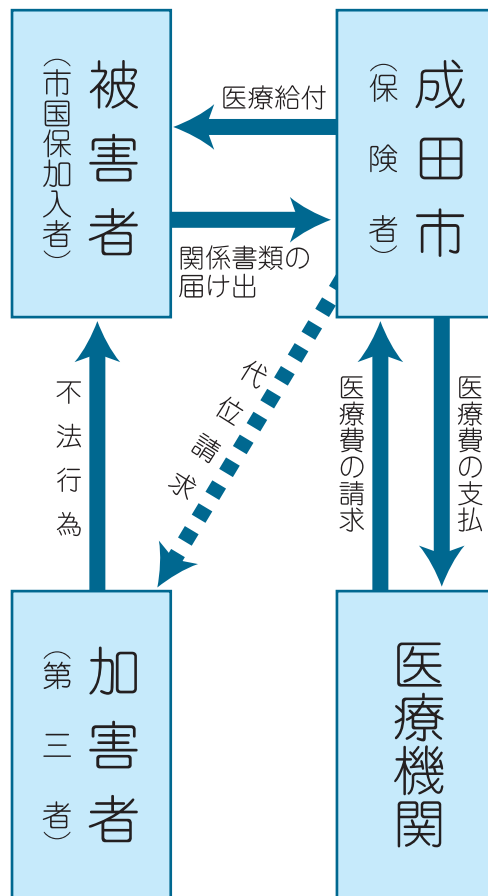 被害者
（市国保加入者）
医療給付
成田市
（保険者）
関係書類の
届け出
代位請求
不法行為
医療費の請求
医療費の支払
加害者
（第三者）
医療機関